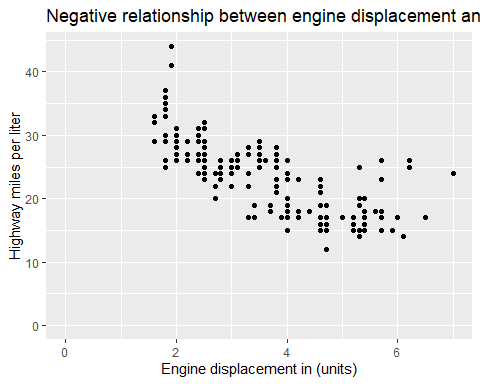 Negative relationship between engine displacement an
40
30
20
10
0
Highway miles per liter
0 2 4 6
Engine displacement in (units)